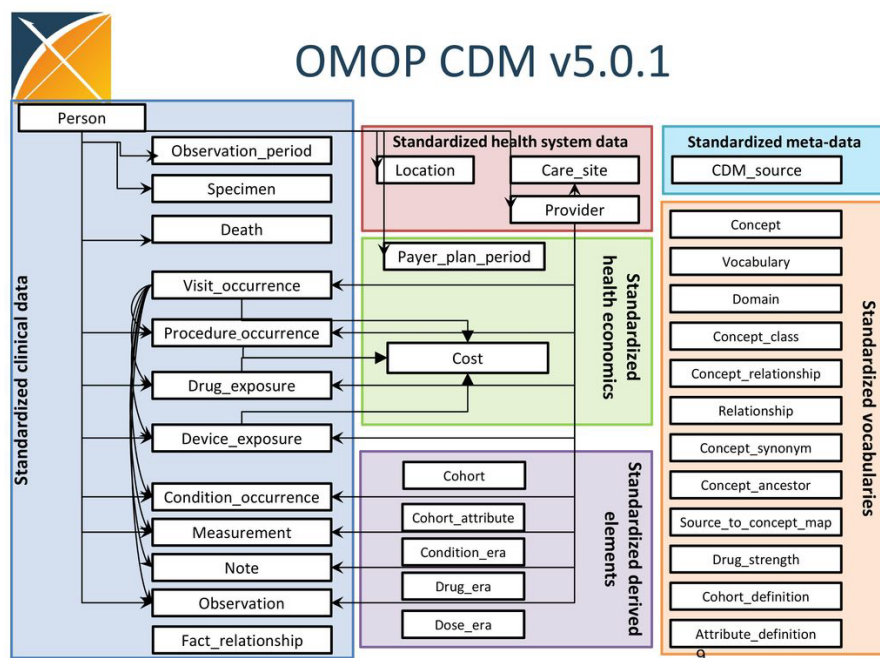 OMOP CDM v5.0.1
Person
Observation_period
Specimen
Death
Visit_occurrence
Procedure_occurrence
Drug_exposure
Device_exposure
Condition_occurrence
Measurement
Note
Observation
Fact_relationship
Standardized clinical data
Standardized health system data
Location
Care_site
Provider
Payer_plan_period
Cost
Standardized
health economics
Cohort
Cohort_attribute
Condition_era
Drug_era
Dose_era
Standardized derived
elements
Standardized meta-data
CDM_source
Concept
Vocabulary
Domain
Concept_class
Concept_relationship
Relationship
Concept_synonym
Concept_ancestor
Source_to_concept_map
Drug_strength
Cohort_definition
Attribute_definition
Standardized vocabularies
9